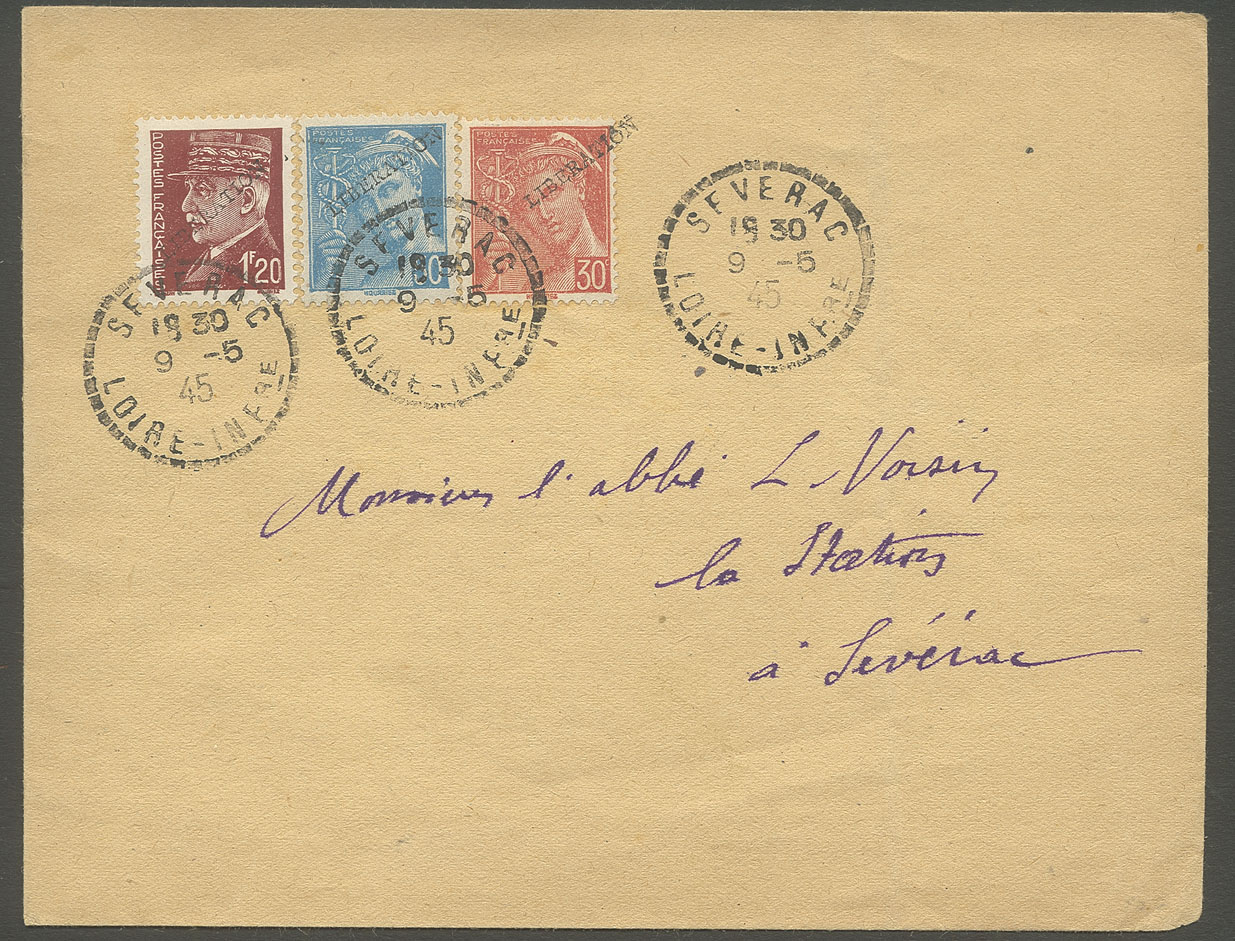 POSTES FRANÇAISES
1F20
POSTES
FRANÇAISES
LIBERATION
50
POSTES
FRANÇAISES
LIBERATION
30c
SEVERAC
19 30
9 -5
45
LOIRE-INFRE
SEVERAC
19 30
9 -5
45
LOIRE-INFRE
SEVERAC
19 30
9 -5
45
LOIRE-INFRE
Monsieur l'abbé L Voisin
la Station
à Sévérac